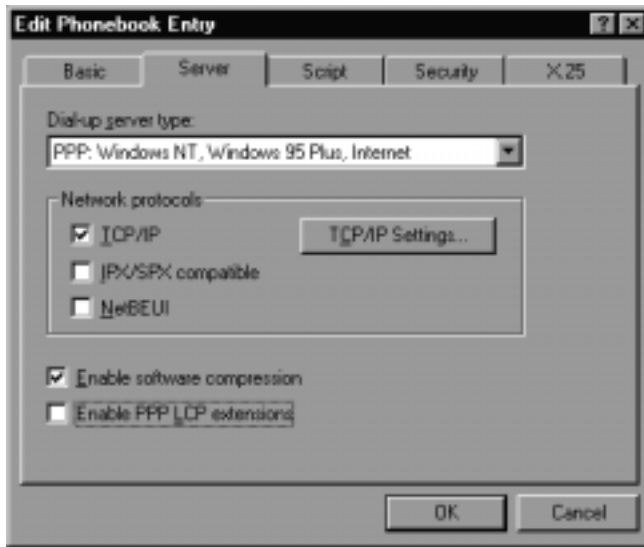 Edit Phonebook Entry
Basic Server Script Security X.25
Dial-up server type:
PPP: Windows NT, Windows 95 Plus, Internet
Network protocols
TCP/IP TCP/IP Settings...
IPX/SPX compatible
NetBEUI
Enable software compression
Enable PPP LCP extensions
OK Cancel